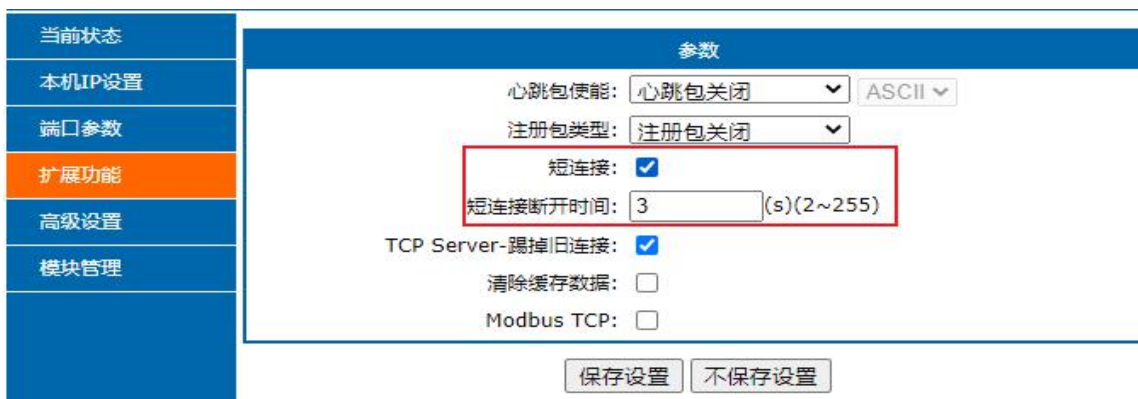 当前状态
本机IP设置
端口参数
扩展功能
高级设置
模块管理
参数
心跳包使能: 心跳包关闭 ASCII
注册包类型: 注册包关闭
短连接:
短连接断开时间: 3 (s)(2~255)
TCP Server-踢掉旧连接:
清除缓存数据:
Modbus TCP:
保存设置 不保存设置